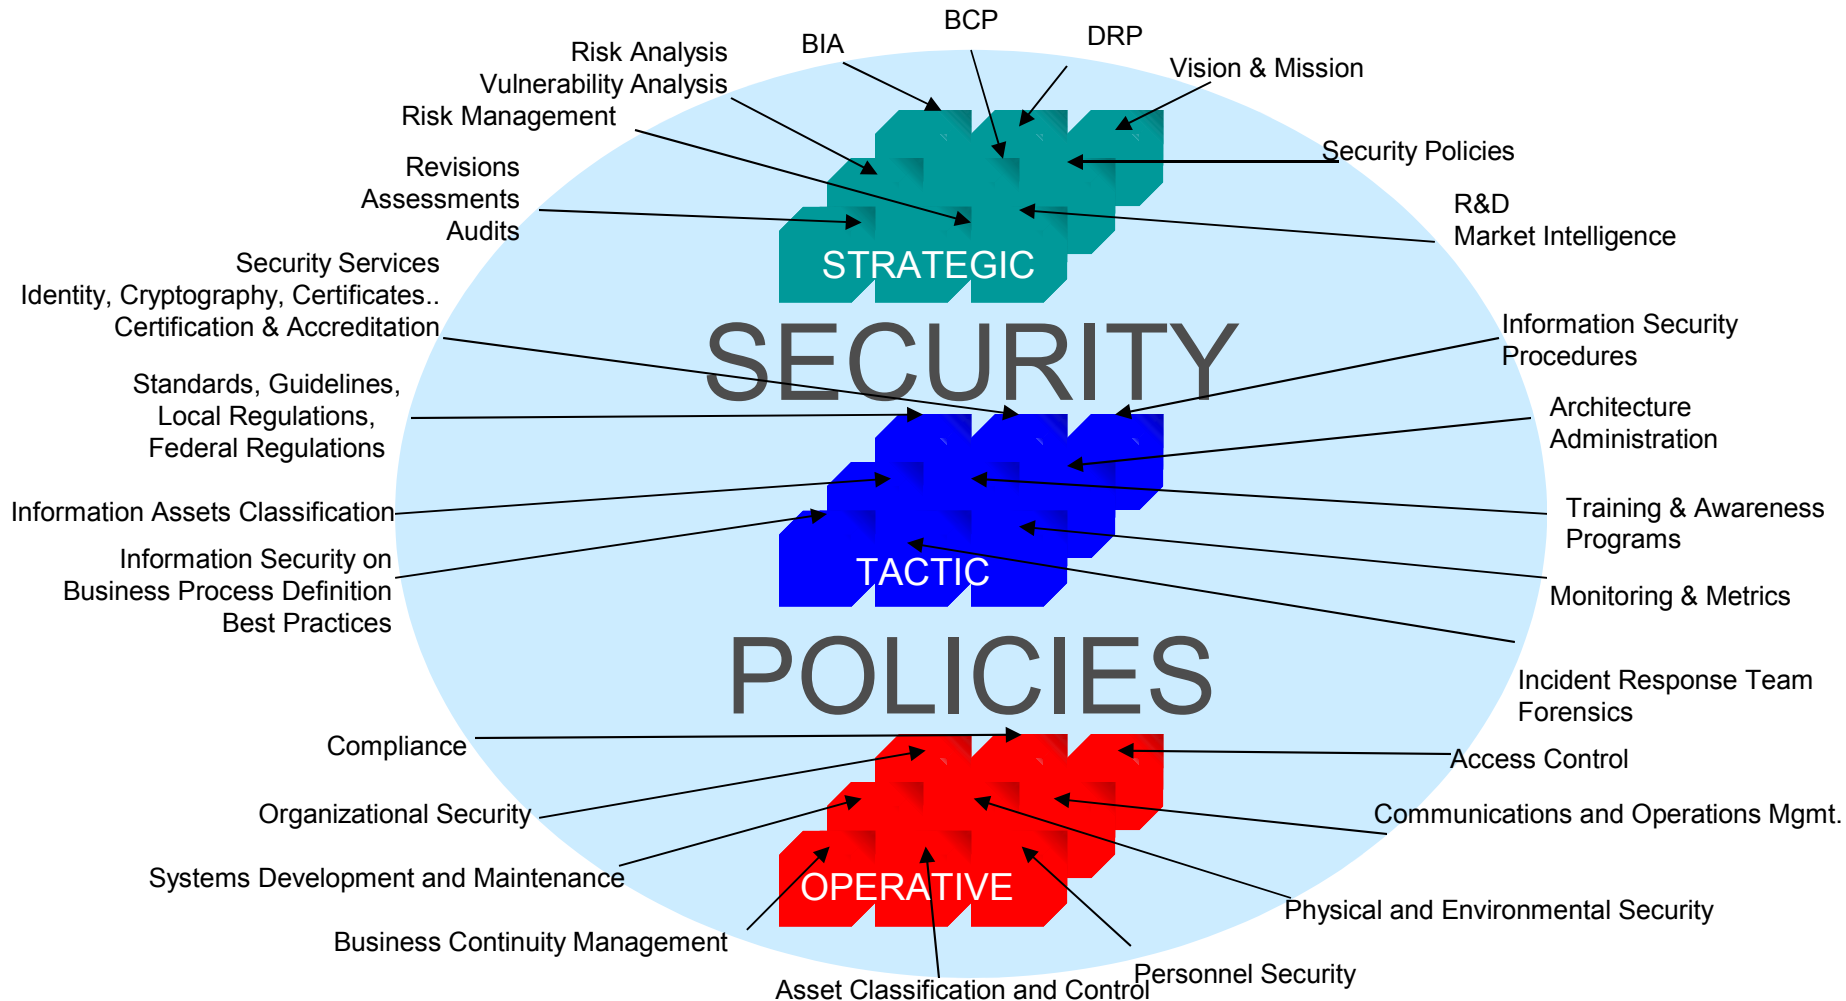 BCP
BIA
DRP
Risk Analysis
Vulnerability Analysis
Risk Management
Vision & Mission
Revisions
Assessments
Audits
Security Policies
R&D
Market Intelligence
STRATEGIC
Security Services
Identity, Cryptography, Certificates..
Certification & Accreditation
SECURITY
Information Security
Procedures
Standards, Guidelines,
Local Regulations,
Federal Regulations
Architecture
Administration
Information Assets Classification
Training & Awareness
Programs
Information Security on
Business Process Definition
Best Practices
TACTIC
Monitoring & Metrics
POLICIES
Incident Response Team
Forensics
Compliance
Access Control
Organizational Security
Communications and Operations Mgmt.
Systems Development and Maintenance
OPERATIVE
Physical and Environmental Security
Business Continuity Management
Personnel Security
Asset Classification and Control